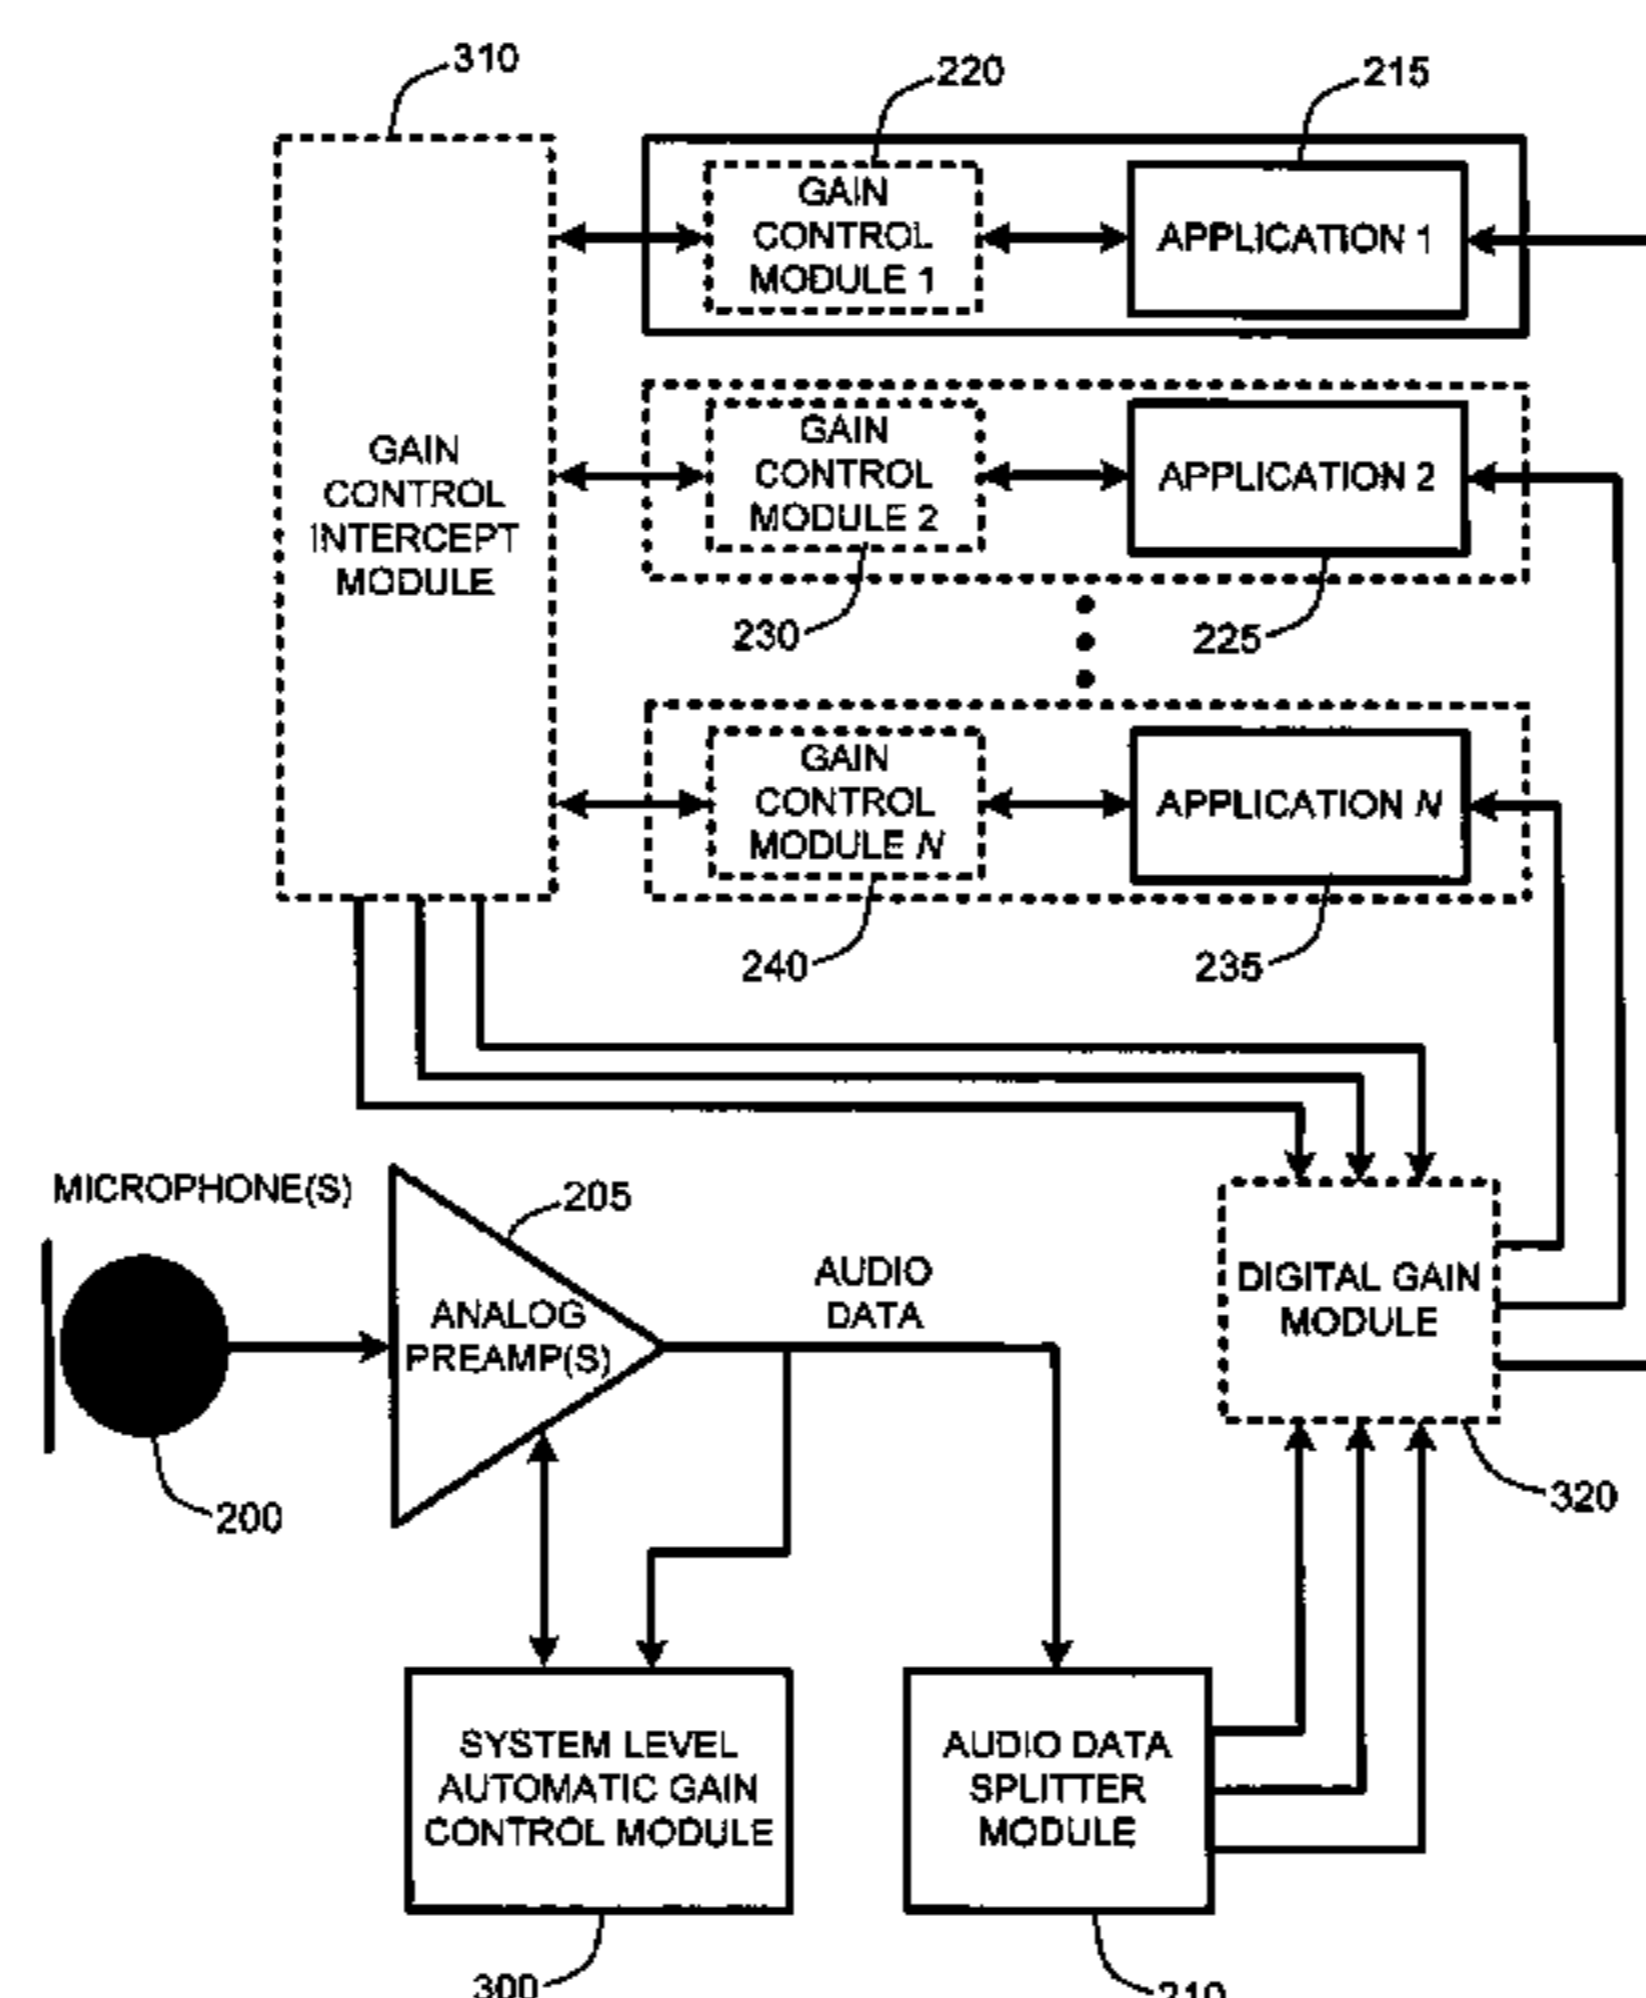 310
220
215
GAIN
CONTROL
MODULE 1
APPLICATION 1
GAIN
CONTROL
INTERCEPT
MODULE
GAIN
CONTROL
MODULE 2
APPLICATION 2
230
225
GAIN
CONTROL
MODULE N
APPLICATION N
240
235
MICROPHONE(S)
205
ANALOG
PREAMP(S)
AUDIO
DATA
DIGITAL GAIN
MODULE
200
320
SYSTEM LEVEL
AUTOMATIC GAIN
CONTROL MODULE
AUDIO DATA
SPLITTER
MODULE
300
210